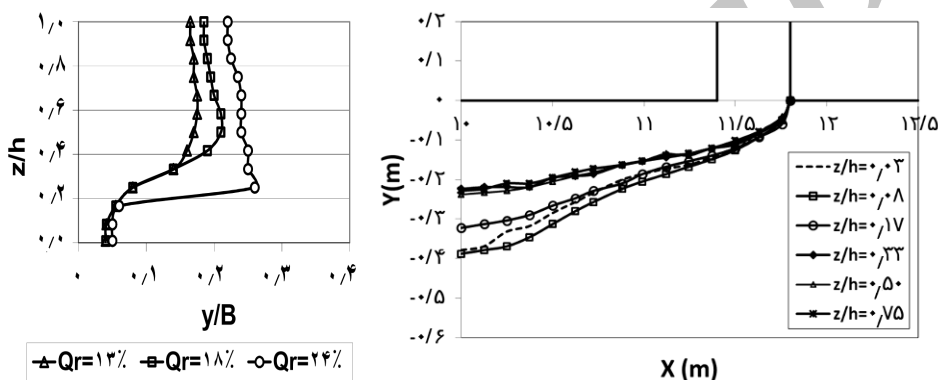 ۱٫۰
۰٫۸
۰٫۶
۰٫۴
۰٫۲
۰٫۰
z/h
۰
۰٫۱
۰٫۲
۰٫۳
۰٫۴
y/B
Qr=۱۳٪ Qr=۱۸٪ Qr=۲۴٪
۰/۲
۰/۱
۰
-۰/۱
-۰/۲
-۰/۳
-۰/۴
-۰/۵
-۰/۶
Y(m)
۱۰ ۱۰/۵ ۱۱ ۱۱/۵ ۱۲ ۱۲/۵
z/h=۰٫۰۳
z/h=۰٫۰۸
z/h=۰٫۱۷
z/h=۰٫۳۳
z/h=۰٫۵۰
z/h=۰٫۷۵
X (m)